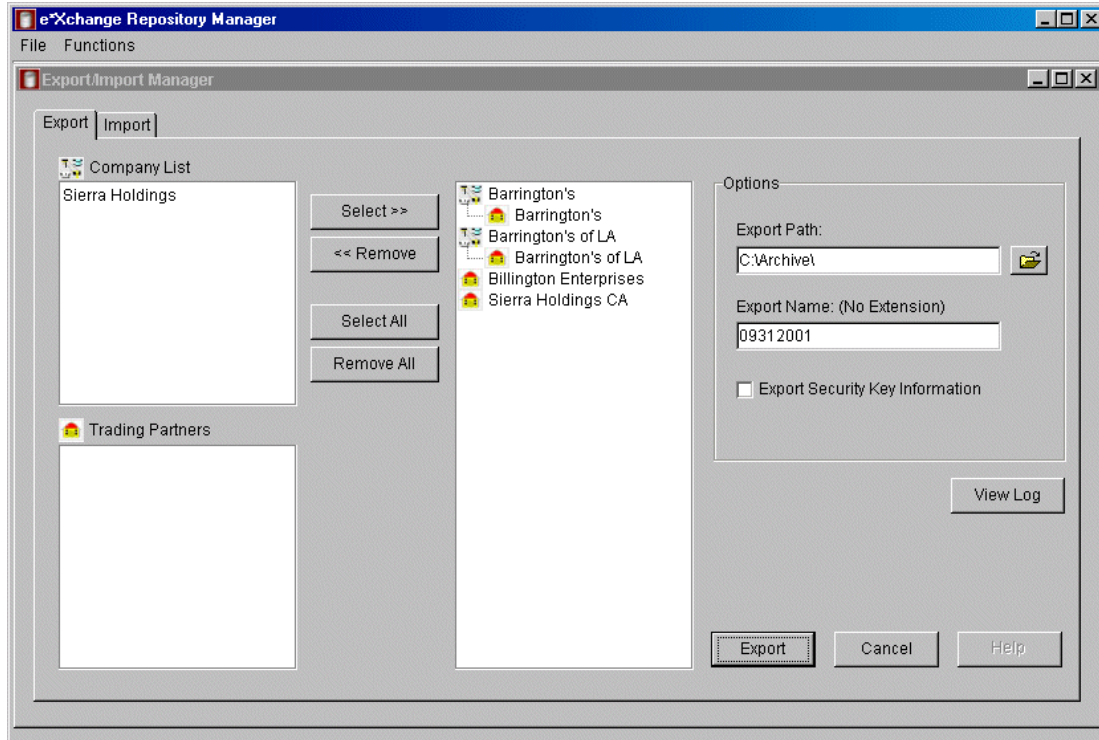 e*Xchange Repository Manager
File Functions
Export/Import Manager
Export Import
Company List
Sierra Holdings
Select >>
<< Remove
Select All
Remove All
Trading Partners
Barrington's
Barrington's
Barrington's of LA
Barrington's of LA
Billington Enterprises
Sierra Holdings CA
Options
Export Path:
C:\Archive\
Export Name: (No Extension)
09312001
Export Security Key Information
View Log
Export Cancel Help